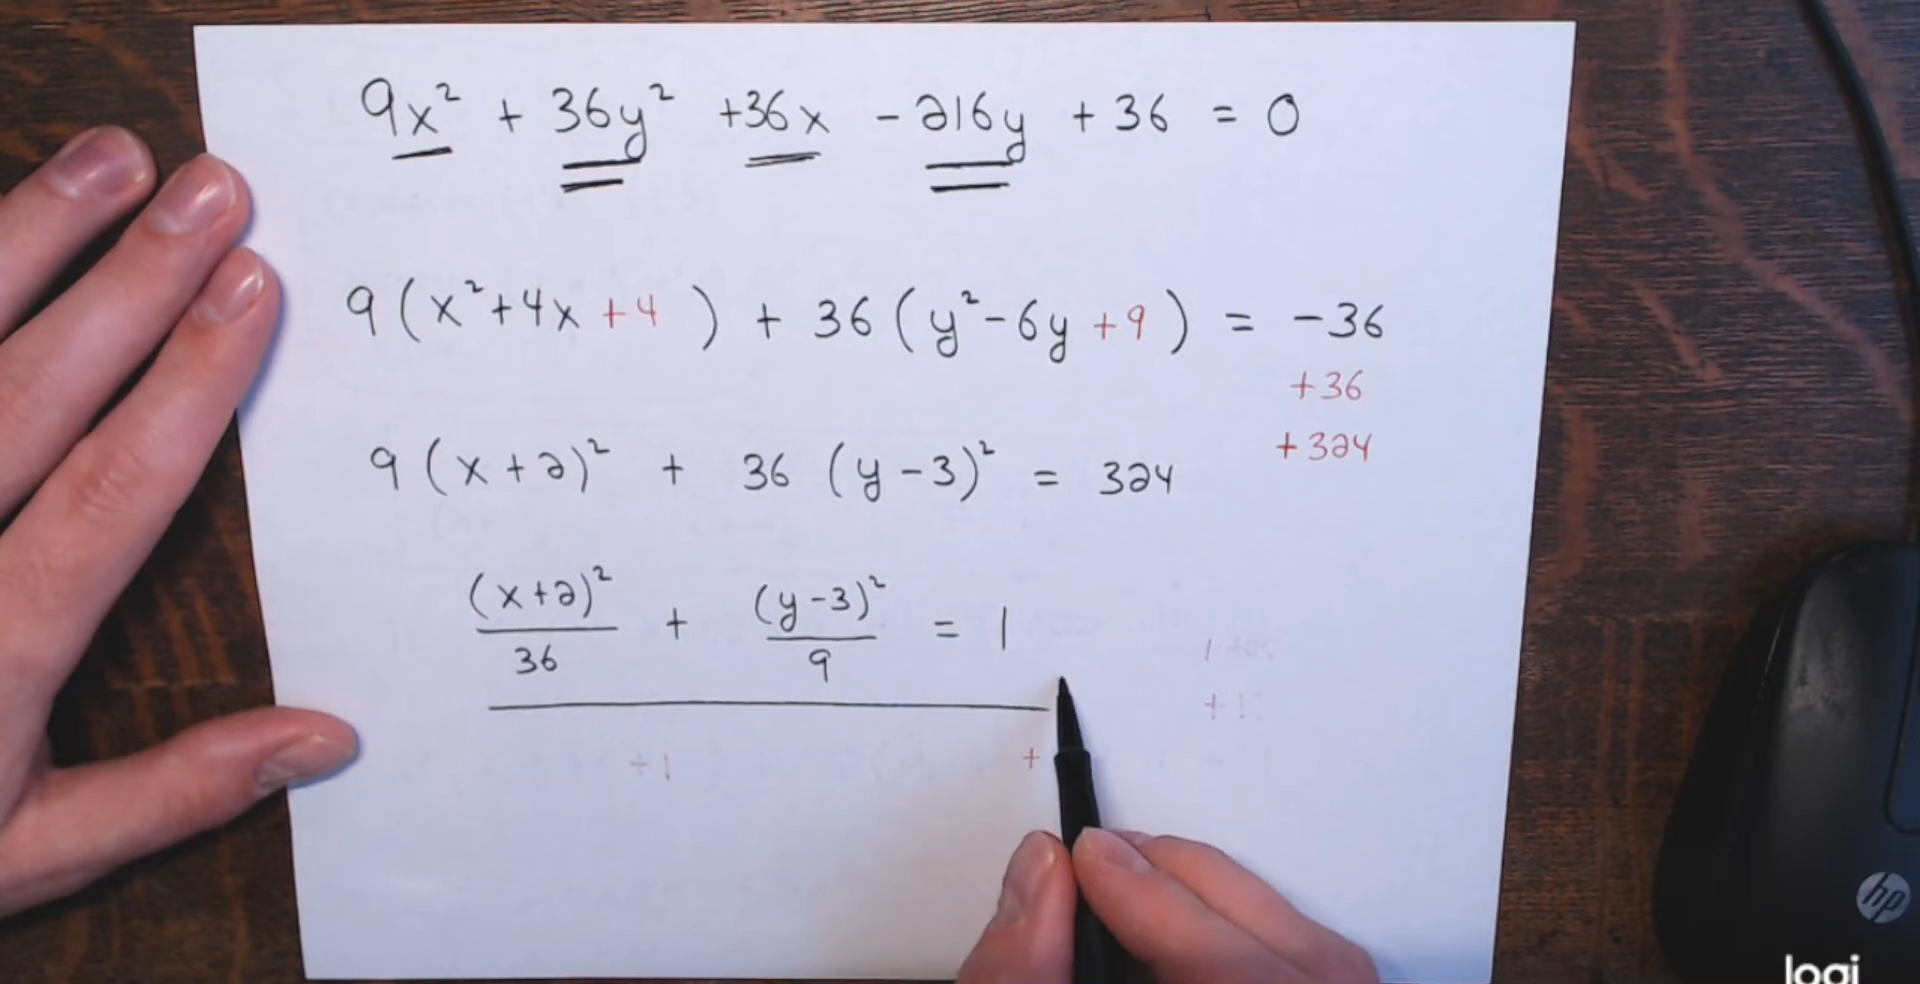 9x² + 36y² +36x - 216y + 36 = 0
9(x²+4x +4 ) + 36(y²-6y +9 ) = -36
+36
+324
9(x+2)² + 36(y-3)² = 324
(x+2)²/36 + (y-3)²/9 = 1
+1 +
hp
logi